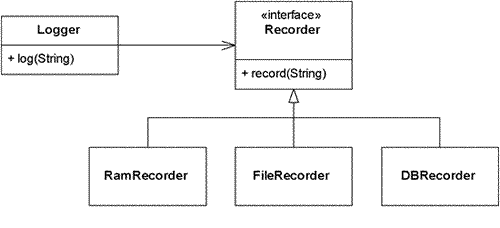 Logger
+ log(String)
«interface»
Recorder
+ record(String)
RamRecorder
FileRecorder
DBRecorder